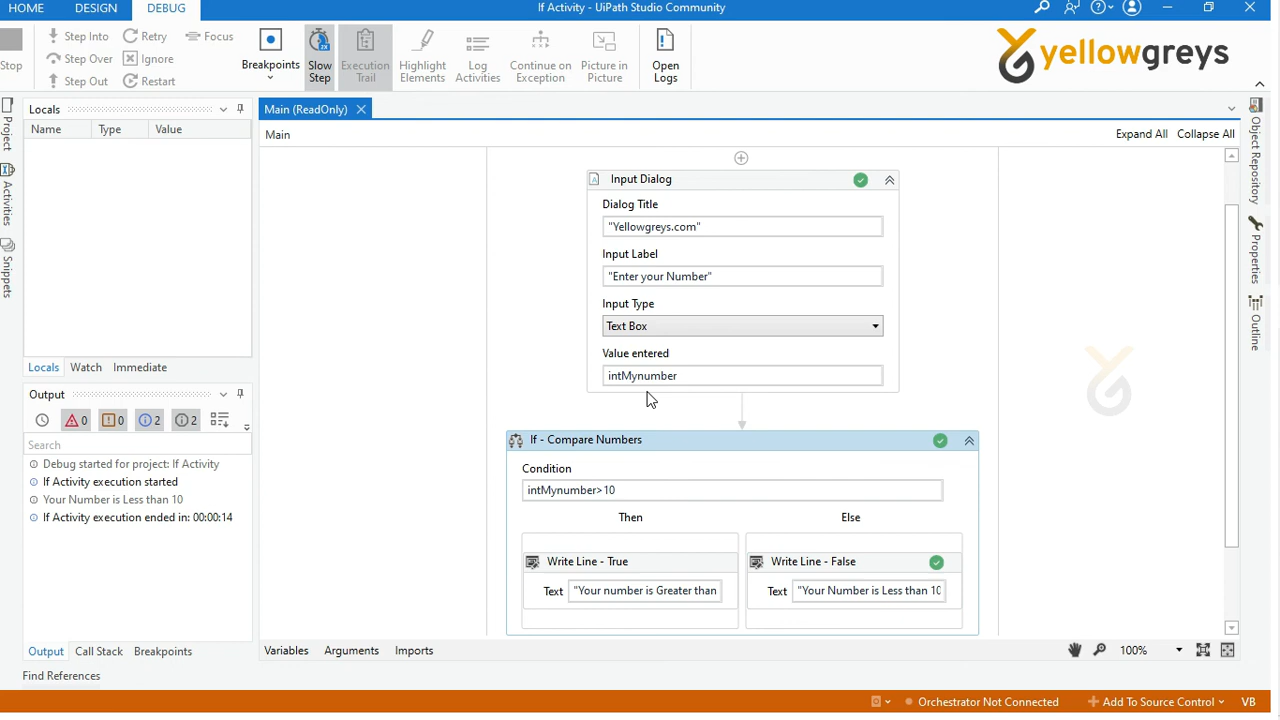 HOME DESIGN DEBUG If Activity - UiPath Studio Community
Step Into Retry Focus
Step Over Ignore
Step Out Restart
Stop
Breakpoints
Slow Step
Execution Trail
Highlight Elements
Log Activities
Continue on Exception
Picture in Picture
Open Logs
yellowgreys
Project
Activities
Snippets
Locals
Name Type Value
Locals Watch Immediate
Output
0 0 2 2
Search
Debug started for project: If Activity
If Activity execution started
Your Number is Less than 10
If Activity execution ended in: 00:00:14
Output Call Stack Breakpoints
Find References
Main (ReadOnly)
Main Expand All Collapse All
Input Dialog
Dialog Title
"Yellowgreys.com"
Input Label
"Enter your Number"
Input Type
Text Box
Value entered
intMynumber
If - Compare Numbers
Condition
intMynumber>10
Then Else
Write Line - True Write Line - False
Text "Your number is Greater than Text "Your Number is Less than 10
Variables Arguments Imports 100%
Object Repository
Properties
Outline
Orchestrator Not Connected Add To Source Control VB